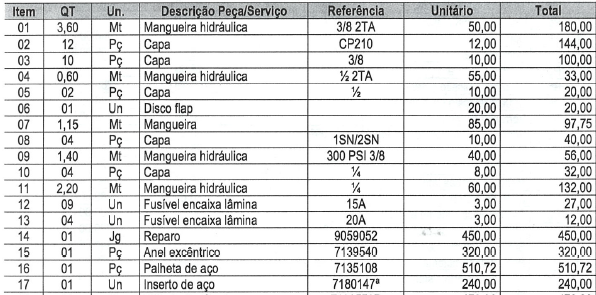 Item QT Un. Descrição Peça/Serviço Referência Unitário Total
01 3,60 Mt Mangueira hidráulica 3/8 2TA 50,00 180,00
02 12 Pç Capa CP210 12,00 144,00
03 10 Pç Capa 3/8 10,00 100,00
04 0,60 Mt Mangueira hidráulica ½ 2TA 55,00 33,00
05 02 Pç Capa ½ 10,00 20,00
06 01 Un Disco flap 20,00 20,00
07 1,15 Mt Mangueira 85,00 97,75
08 04 Pç Capa 1SN/2SN 10,00 40,00
09 1,40 Mt Mangueira hidráulica 300 PSI 3/8 40,00 56,00
10 04 Pç Capa ¼ 8,00 32,00
11 2,20 Mt Mangueira hidráulica ¼ 60,00 132,00
12 09 Un Fusível encaixa lâmina 15A 3,00 27,00
13 04 Un Fusível encaixa lâmina 20A 3,00 12,00
14 01 Jg Reparo 9059052 450,00 450,00
15 01 Pç Anel excêntrico 7139540 320,00 320,00
16 01 Pç Palheta de aço 7135108 510,72 510,72
17 01 Un Inserto de aço 7180147ª 240,00 240,00